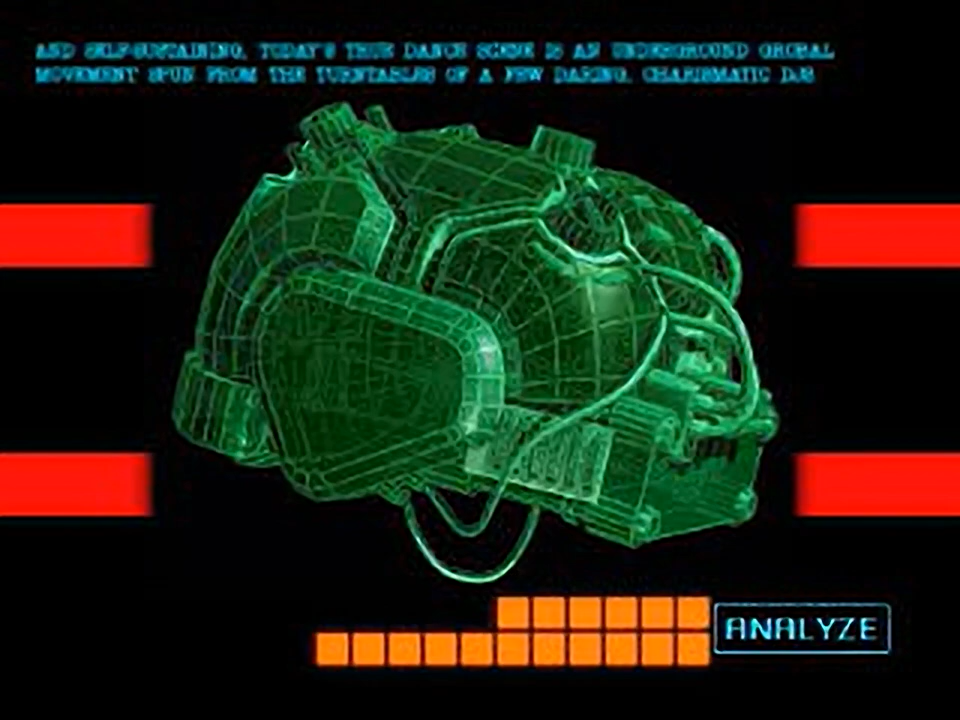 AND SELF-SUSTAINING, TODAY'S TRUE DANCE SCENE IS AN UNDERGROUND GLOBAL
MOVEMENT SPUN FROM THE TURNTABLES OF A FEW DARING, CHARISMATIC DJS
ANALYZE